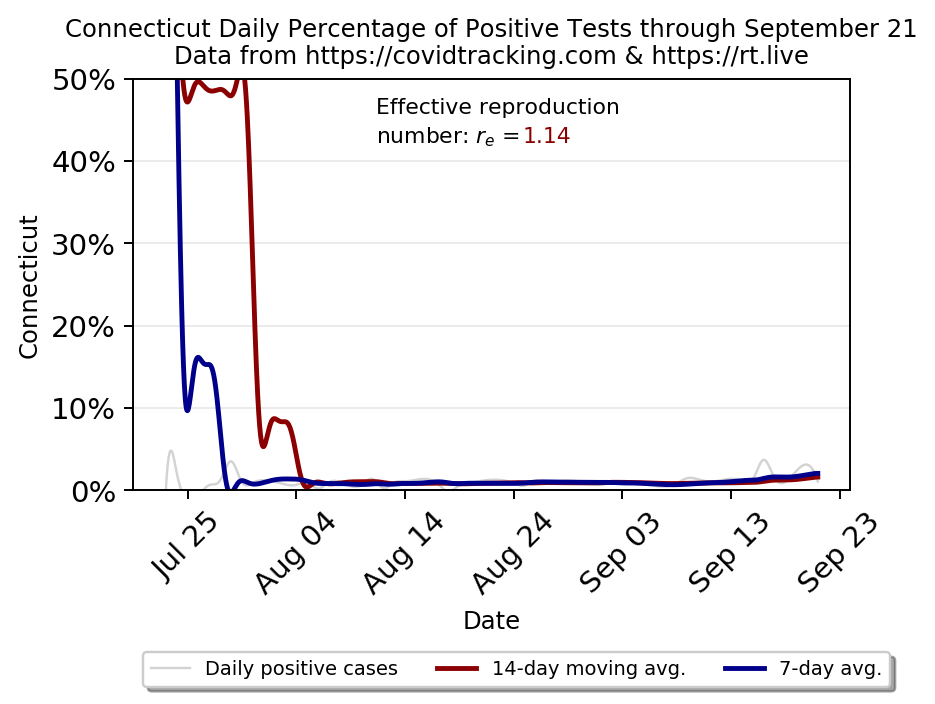 Connecticut Daily Percentage of Positive Tests through September 21
Data from https://covidtracking.com & https://rt.live
50%
40%
30%
20%
10%
0%
Connecticut
Effective reproduction
number: rₑ = 1.14
Jul 25
Aug 04
Aug 14
Aug 24
Sep 03
Sep 13
Sep 23
Date
Daily positive cases
14-day moving avg.
7-day avg.